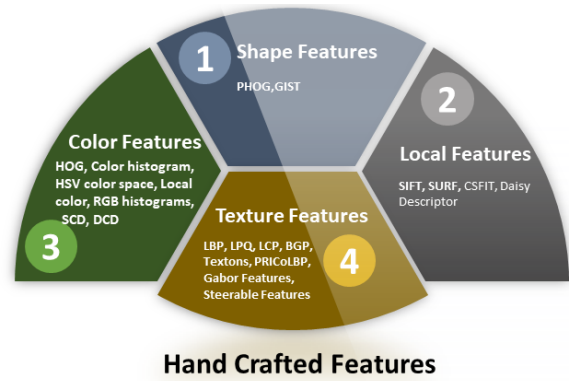 1
Shape Features
PHOG,GIST
2
Local Features
SIFT, SURF, CSFIT, Daisy
Descriptor
Color Features
HOG, Color histogram,
HSV color space, Local
color, RGB histograms,
SCD, DCD
3
Texture Features
LBP, LPQ, LCP, BGP,
Textons, PRICoLBP,
Gabor Features,
Steerable Features
4
Hand Crafted Features